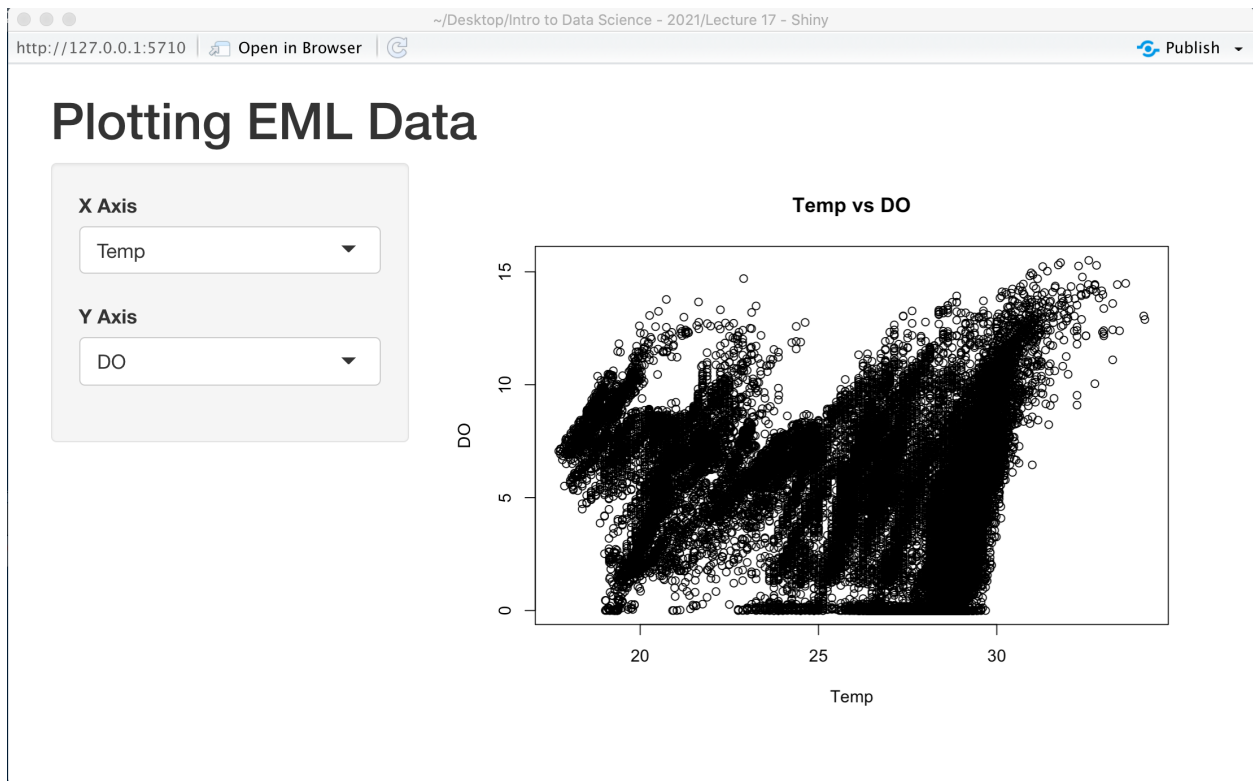 ~/Desktop/Intro to Data Science - 2021/Lecture 17 - Shiny
http://127.0.0.1:5710 Open in Browser Publish
Plotting EML Data
X Axis
Temp
Y Axis
DO
Temp vs DO
15
10
5
0
DO
20 25 30
Temp